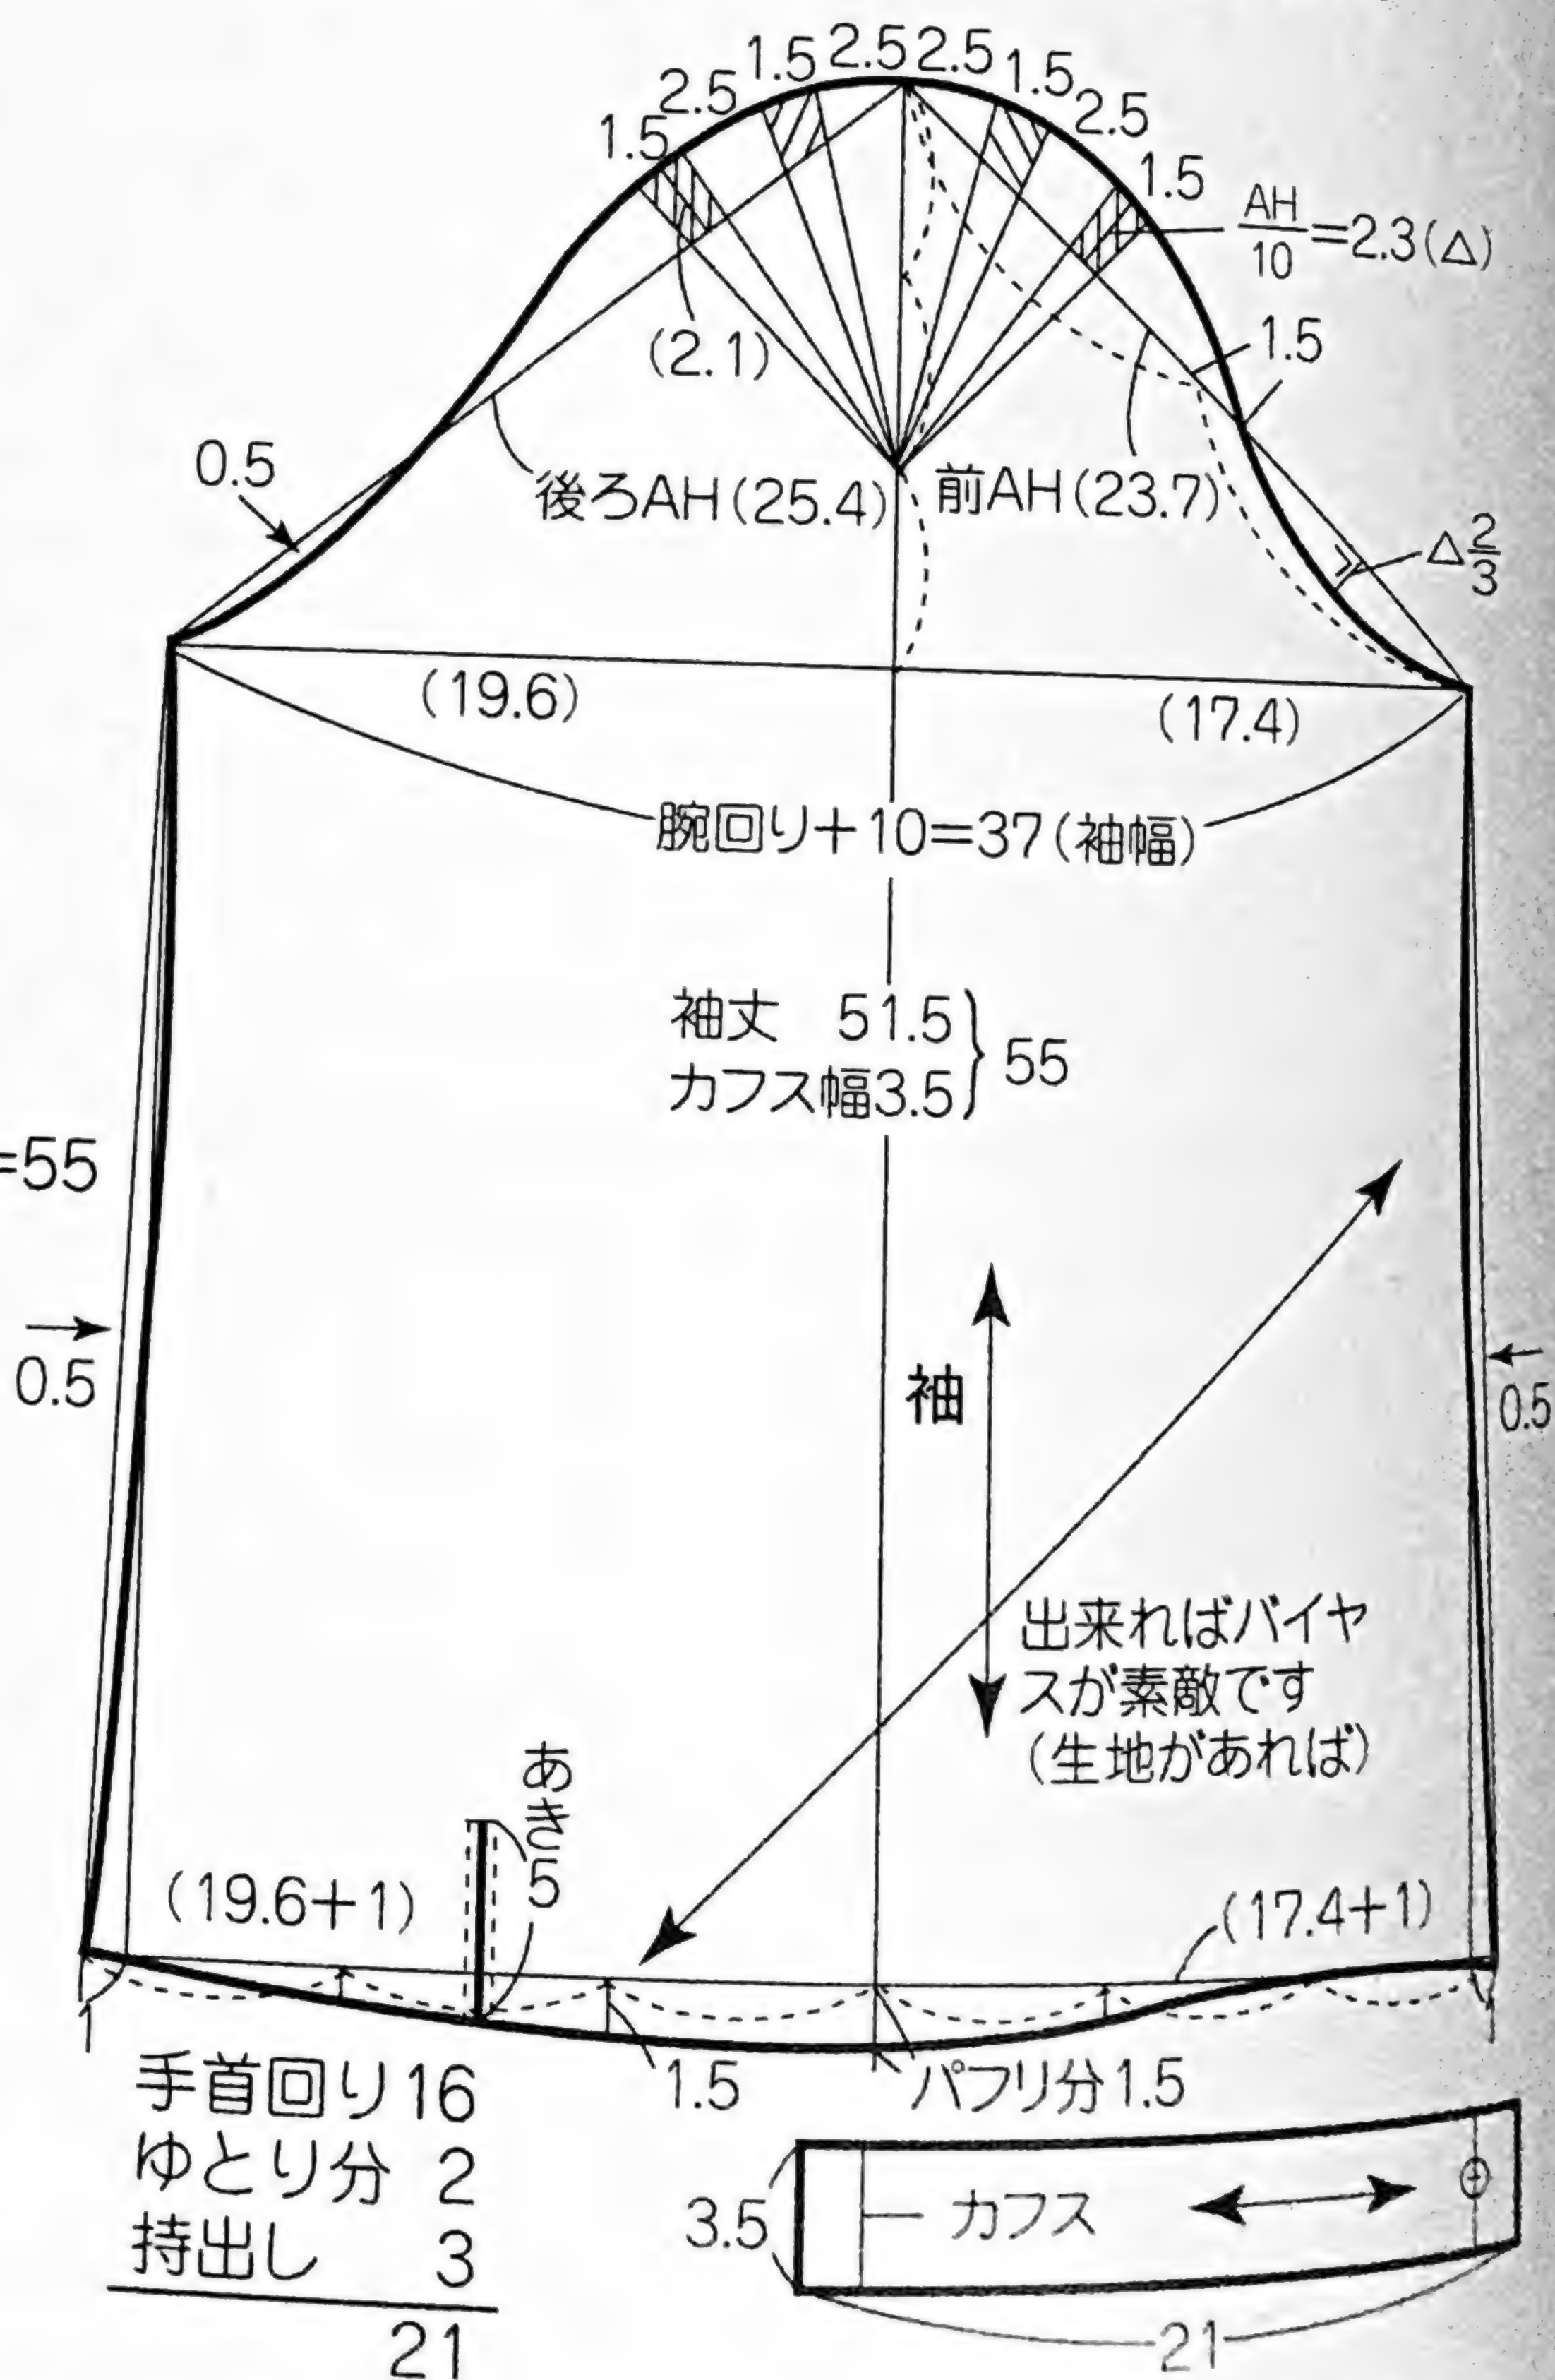 1.5 2.5 1.5 2.5 2.5 1.5 2.5 1.5
AH/10=2.3(△)
(2.1)
1.5
1.5
0.5
後ろAH(25.4)
前AH(23.7)
△2/3
(19.6)
(17.4)
腕回り+10=37(袖幅)
袖丈 51.5
カフス幅3.5
55
=55
0.5
0.5
袖
出来ればバイヤ
スが素敵です
(生地があれば)
あき
5
(19.6+1)
(17.4+1)
1
1
1.5
パフリ分1.5
手首回り16
ゆとり分 2
持出し 3
21
3.5
カフス
21